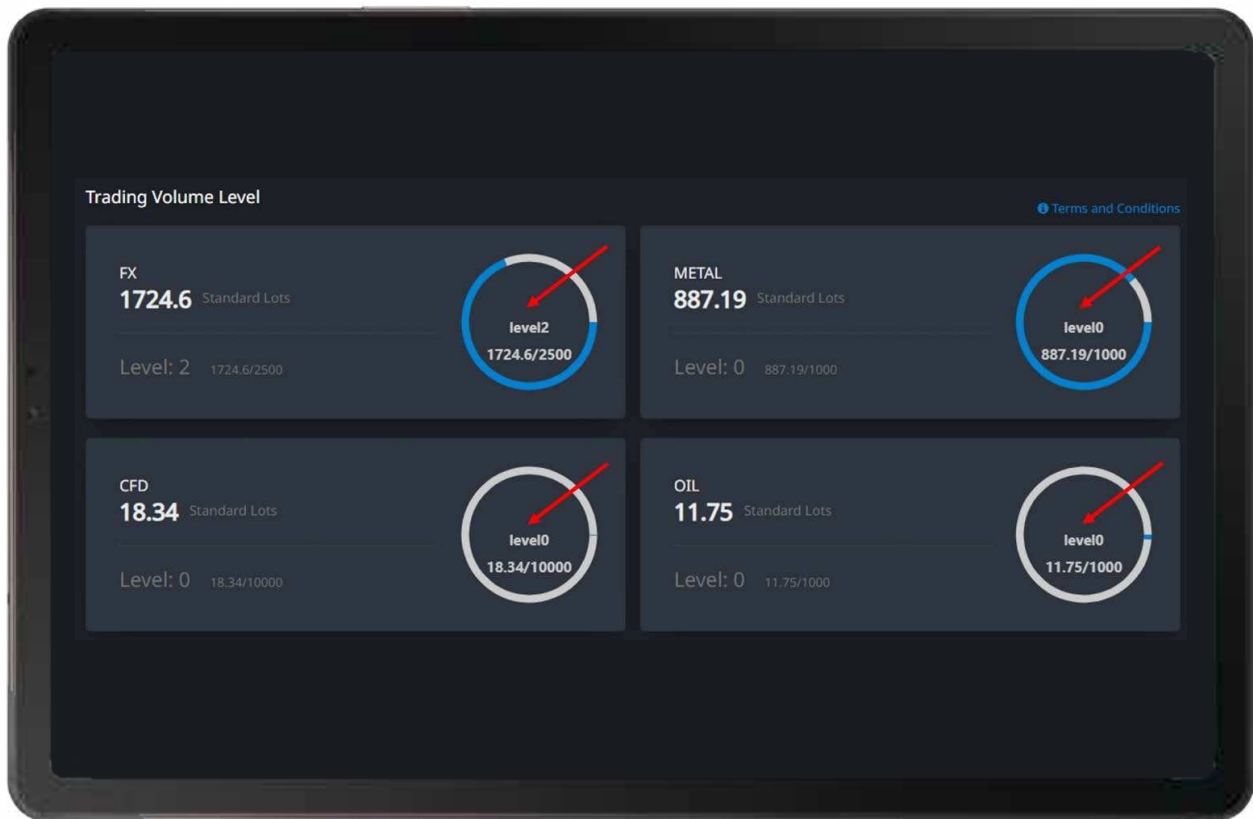 Trading Volume Level
Terms and Conditions
FX
1724.6 Standard Lots
Level: 2 1724.6/2500
level2
1724.6/2500
METAL
887.19 Standard Lots
Level: 0 887.19/1000
level0
887.19/1000
CFD
18.34 Standard Lots
Level: 0 18.34/10000
level0
18.34/10000
OIL
11.75 Standard Lots
Level: 0 11.75/1000
level0
11.75/1000